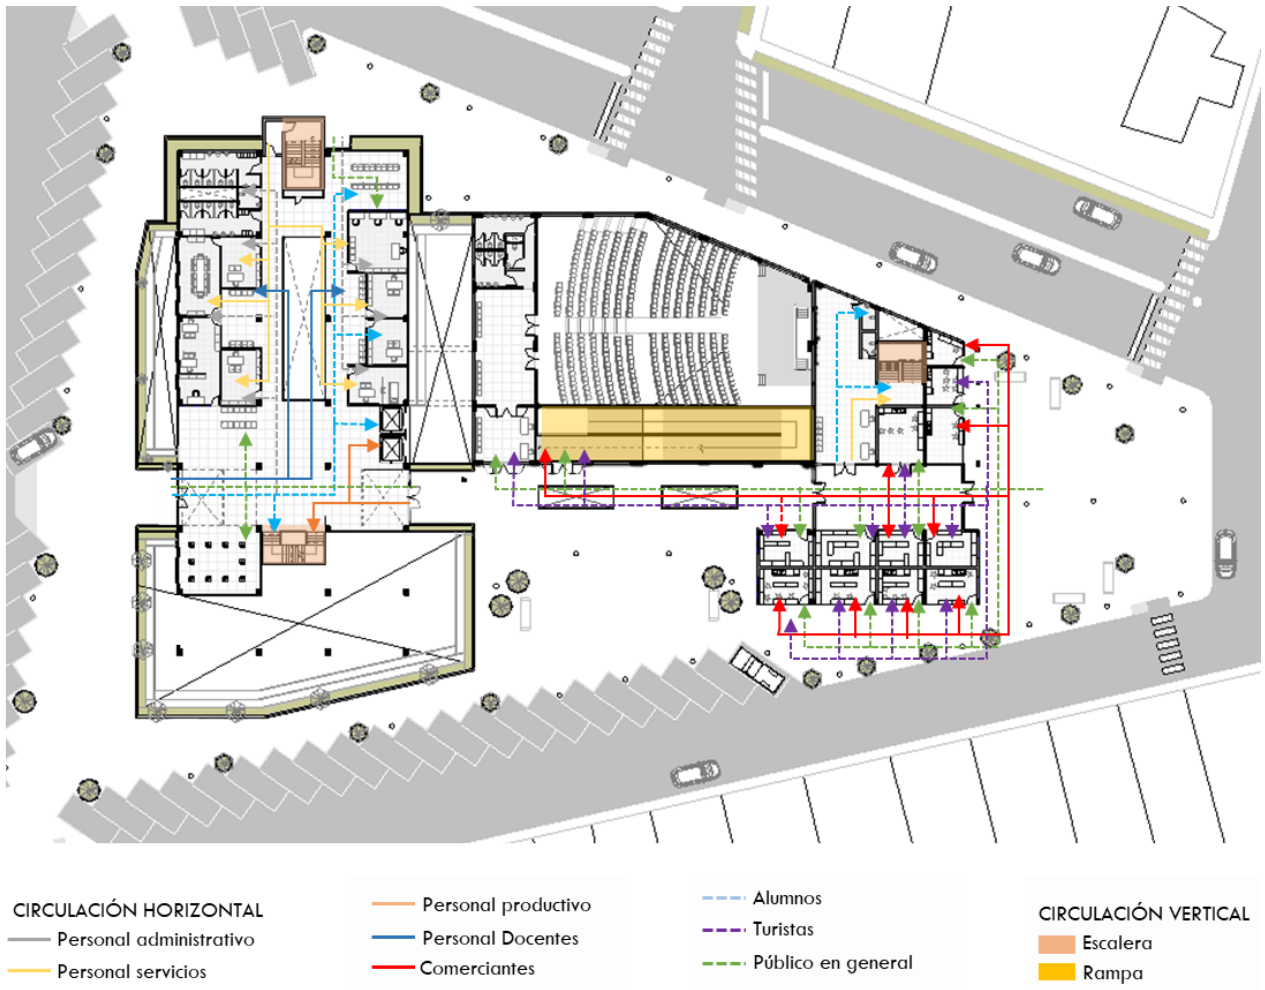 CIRCULACIÓN HORIZONTAL
Personal administrativo
Personal servicios
Personal productivo
Personal Docentes
Comerciantes
Alumnos
Turistas
Público en general
CIRCULACIÓN VERTICAL
Escalera
Rampa